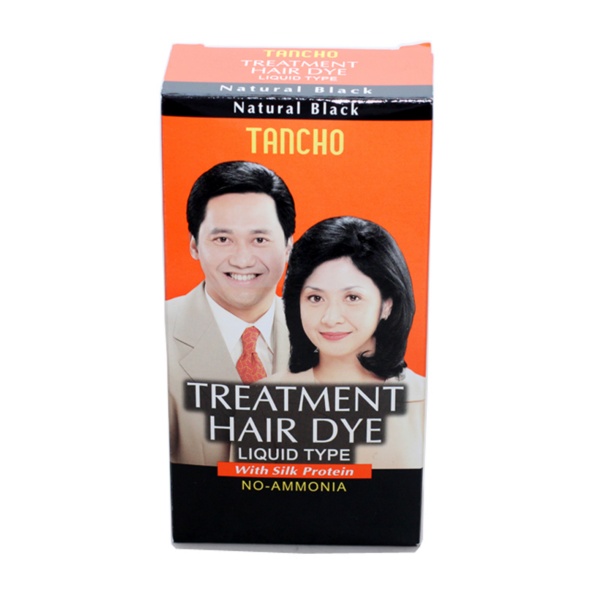 TANCHO
TREATMENT
HAIR DYE
LIQUID TYPE
Natural Black
Natural Black
TANCHO
TREATMENT
HAIR DYE
LIQUID TYPE
With Silk Protein
NO-AMMONIA